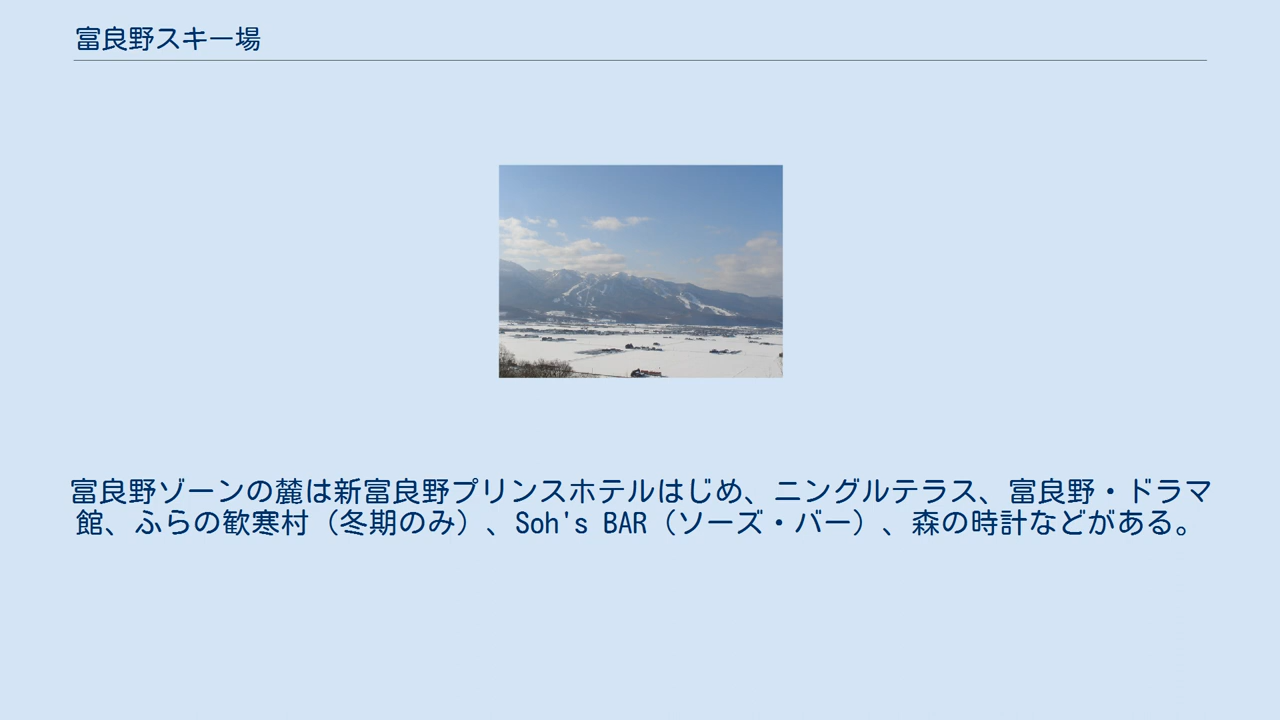 富良野スキー場
富良野ゾーンの麓は新富良野プリンスホテルはじめ、ニングルテラス、富良野・ドラマ
館、ふらの歓寒村（冬期のみ）、Soh's BAR（ソーズ・バー）、森の時計などがある。